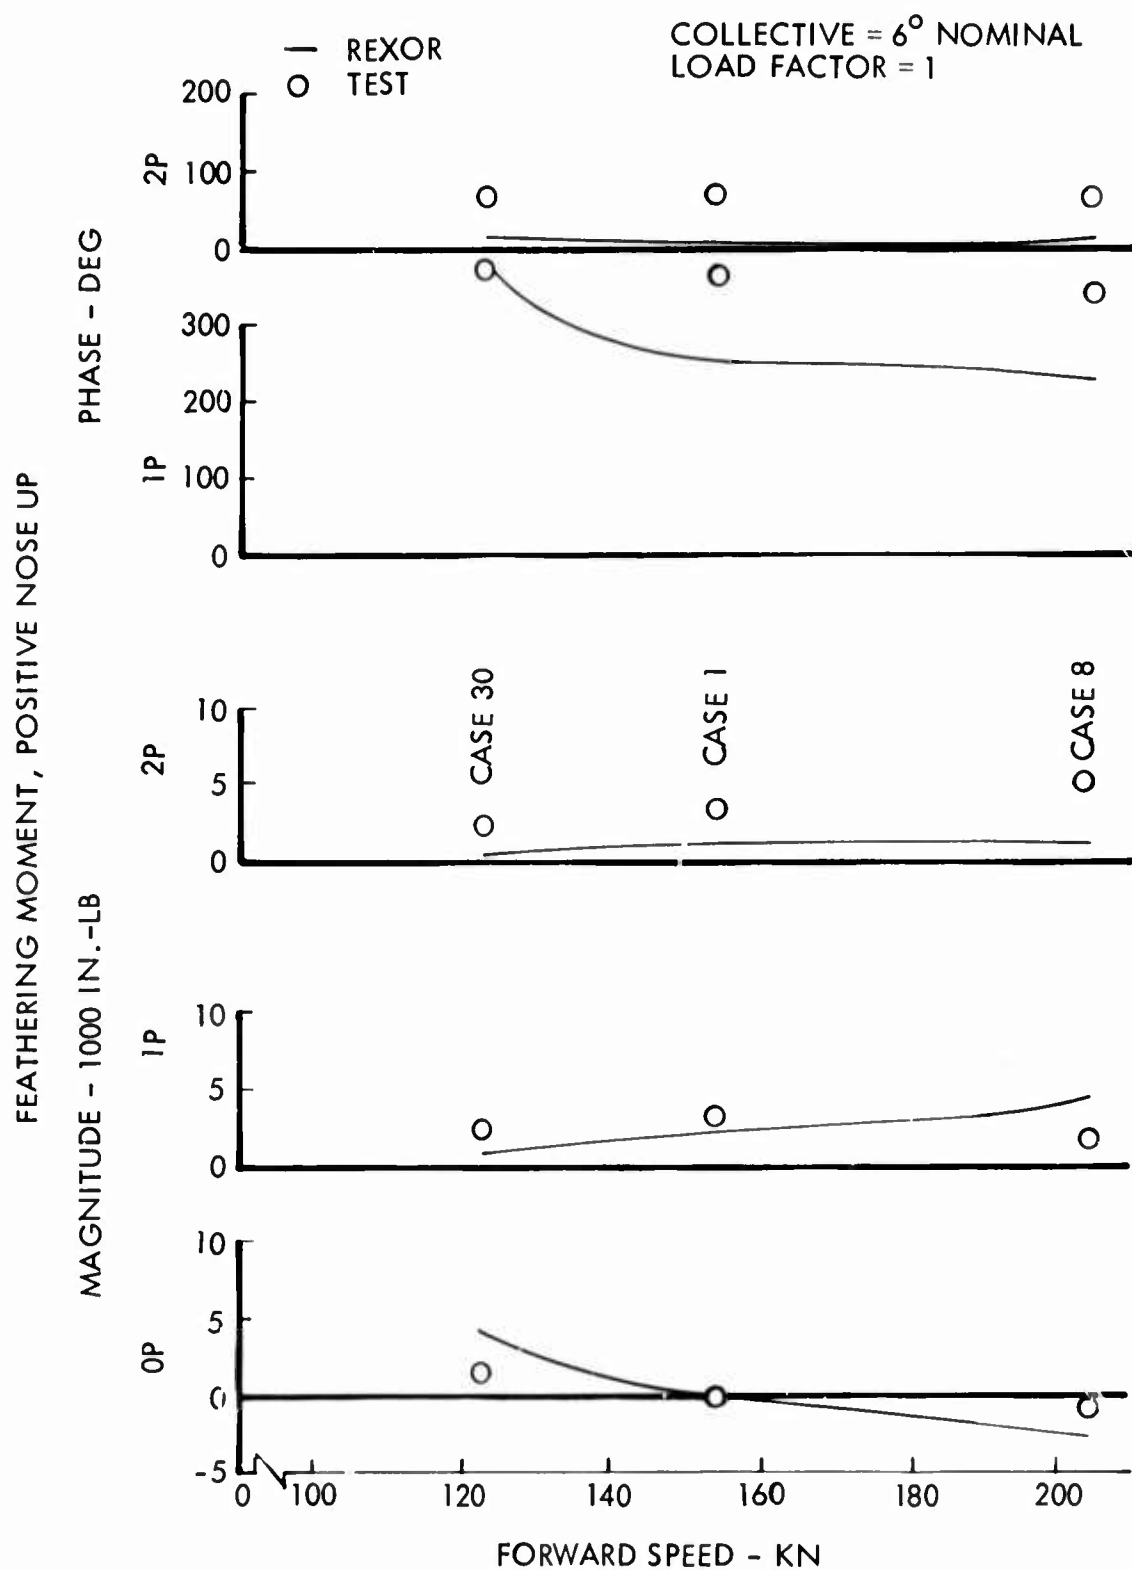 — REXOR
O TEST
COLLECTIVE = 6° NOMINAL
LOAD FACTOR = 1
FEATHERING MOMENT, POSITIVE NOSE UP
PHASE - DEG
2P
200
100
0
1P
300
200
100
0
MAGNITUDE - 1000 IN.-LB
2P
10
5
0
CASE 30
CASE 1
CASE 8
1P
10
5
0
0P
10
5
0
-5
0 100 120 140 160 180 200
FORWARD SPEED - KN